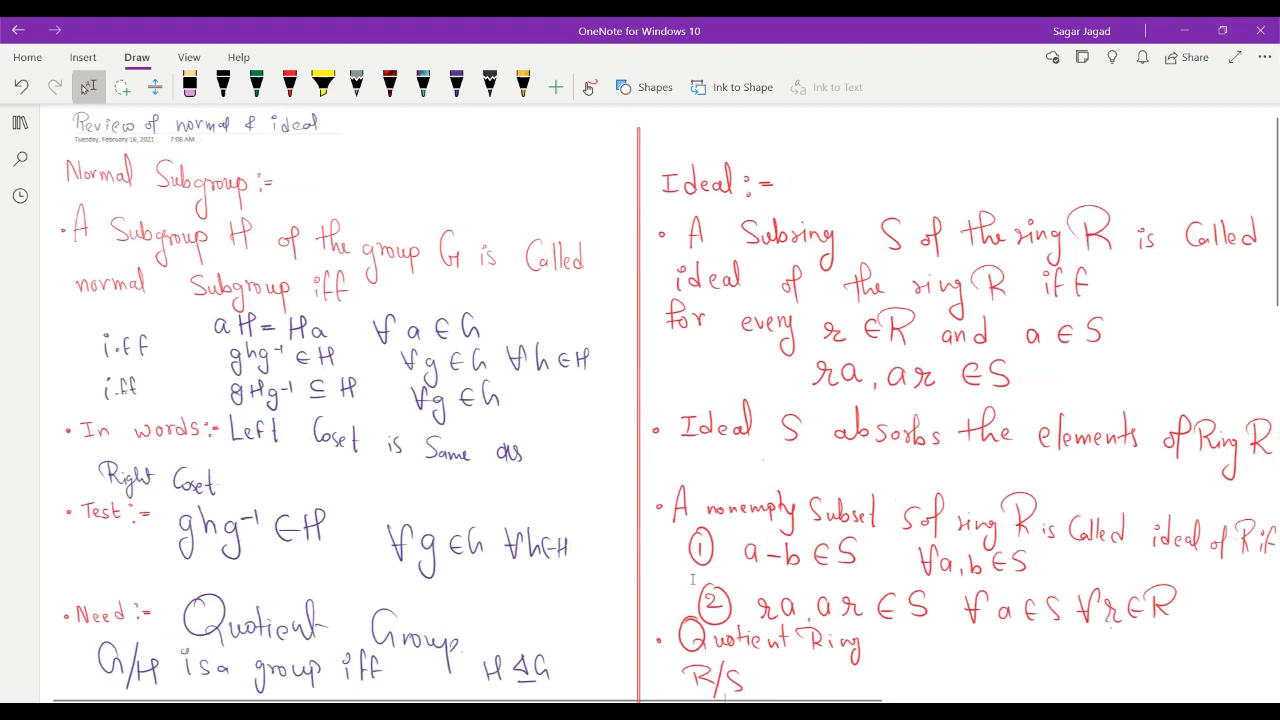 OneNote for Windows 10
Sagar Jagad
Home Insert Draw View Help
Share
Shapes Ink to Shape Ink to Text
Review of normal & ideal
Tuesday, February 16, 2021 7:06 AM
Normal Subgroup :=
• A Subgroup H of the group G is Called
normal Subgroup iff
aH = Ha ∀ a ∈ G
i.ff ghg⁻¹ ∈ H ∀g ∈ G ∀h ∈ H
i.ff gHg⁻¹ ⊆ H ∀g ∈ G
• In words:- Left Coset is Same as
Right Coset.
• Test :- ghg⁻¹ ∈ H ∀g ∈ G ∀h ∈ H
• Need :- Quotient Group.
G/H is a group iff H ⊴ G
Ideal :=
• A Subring S of the ring R is Called
ideal of the ring R iff
for every r ∈ R and a ∈ S
ra, ar ∈ S
• Ideal S absorbs the elements of Ring R
• A nonempty Subset S of ring R is Called ideal of R if
① a-b ∈ S ∀a, b ∈ S
② ra, ar ∈ S ∀ a ∈ S ∀ r ∈ R
• Quotient Ring
R/S